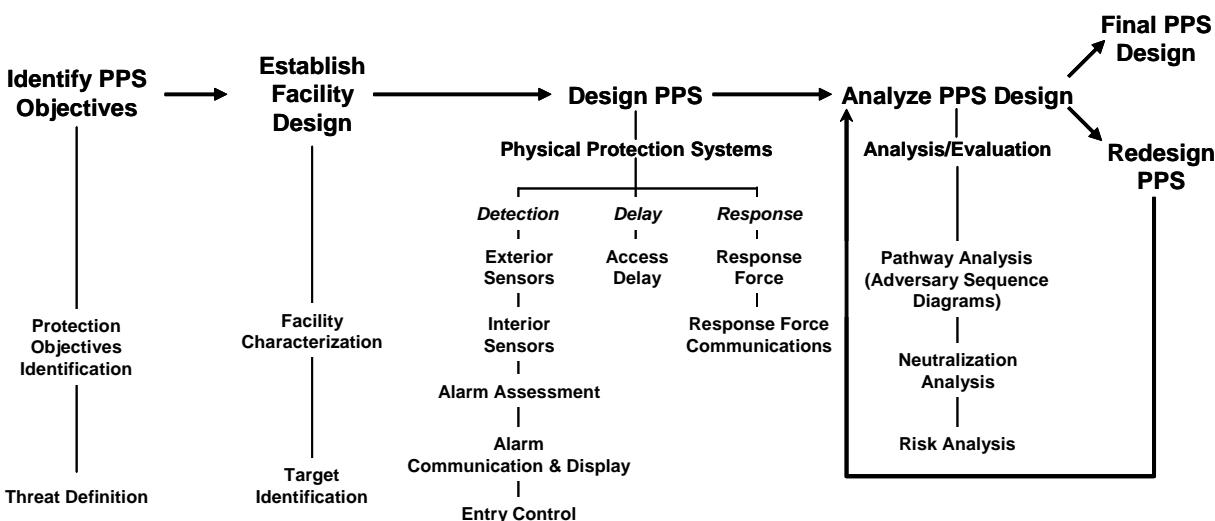 Final PPS
Design
Identify PPS
Objectives
Establish
Facility
Design
Design PPS
Analyze PPS Design
Redesign
PPS
Physical Protection Systems
Analysis/Evaluation
Detection
Delay
Response
Exterior
Sensors
Access
Delay
Response
Force
Interior
Sensors
Response Force
Communications
Alarm Assessment
Alarm
Communication & Display
Entry Control
Pathway Analysis
(Adversary Sequence
Diagrams)
Neutralization
Analysis
Risk Analysis
Protection
Objectives
Identification
Threat Definition
Facility
Characterization
Target
Identification